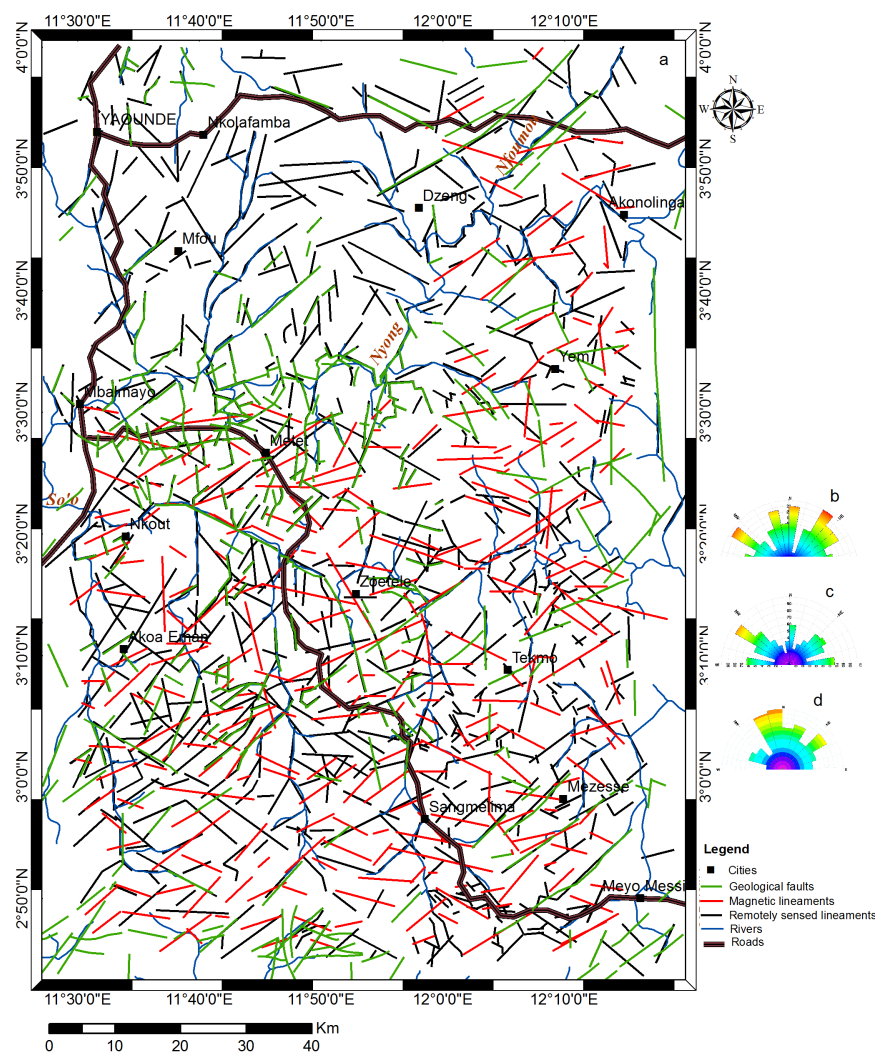 11°30'0"E 11°40'0"E 11°50'0"E 12°0'0"E 12°10'0"E
4°0'0"N
4°0'0"N
a
N
W E
S
YAOUNDE
Nkolafamba
Nfoumou
3°50'0"N
3°50'0"N
Dzeng
Akonolinga
Mfou
3°40'0"N
3°40'0"N
Nyong
Yem
Mbalmayo
3°30'0"N
3°30'0"N
Metet
So'o
b
Nkout
3°20'0"N
3°20'0"N
Zoetele
c
Akoa Eman
Tekmo
3°10'0"N
3°10'0"N
d
3°0'0"N
3°0'0"N
Mezesse
Sangmelima
Meyo Messi
2°50'0"N
2°50'0"N
Legend
Cities
Geological faults
Magnetic lineaments
Remotely sensed lineaments
Rivers
Roads
11°30'0"E 11°40'0"E 11°50'0"E 12°0'0"E 12°10'0"E
Km
0 10 20 30 40